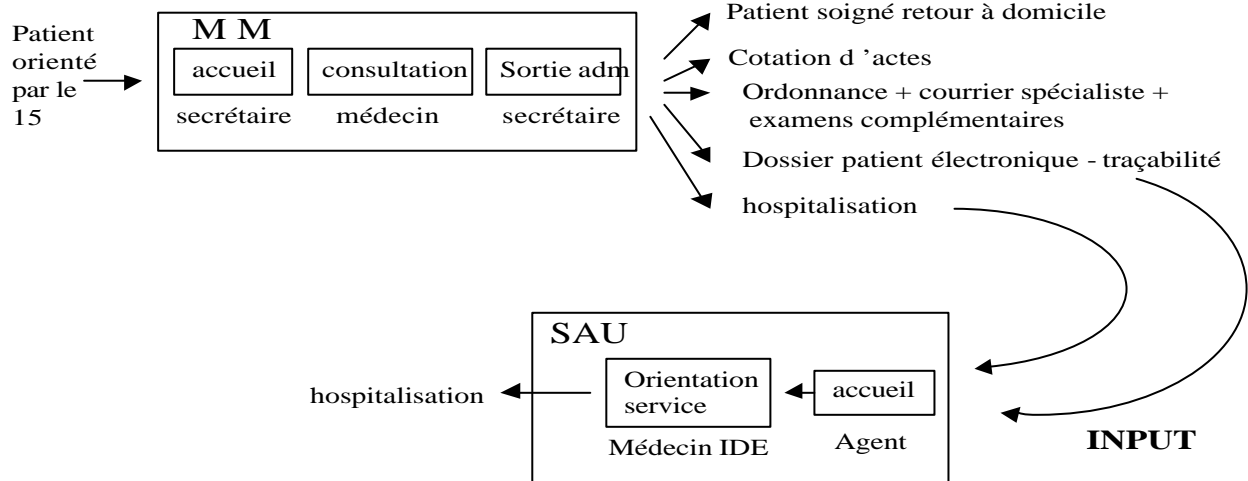 Patient
orienté
par le
15
M M
accueil
consultation
Sortie adm
secrétaire
médecin
secrétaire
Patient soigné retour à domicile
Cotation d ’actes
Ordonnance + courrier spécialiste +
examens complémentaires
Dossier patient électronique - traçabilité
hospitalisation
SAU
hospitalisation
Orientation
service
accueil
Médecin IDE
Agent
INPUT